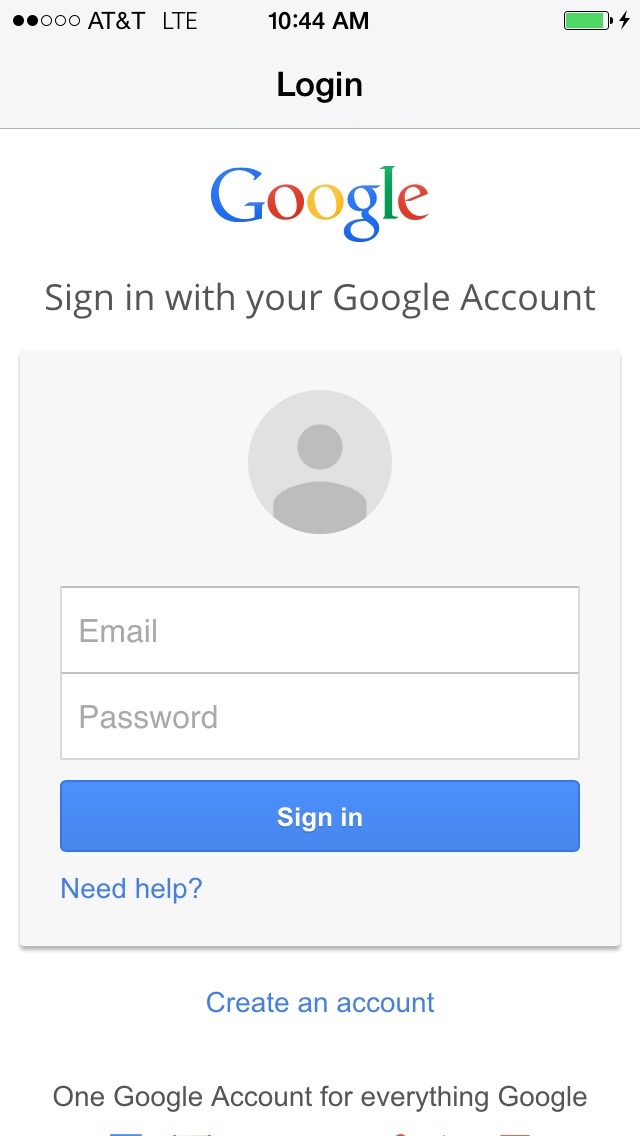 AT&T LTE 10:44 AM
Login
Google
Sign in with your Google Account
Email
Password
Sign in
Need help?
Create an account
One Google Account for everything Google